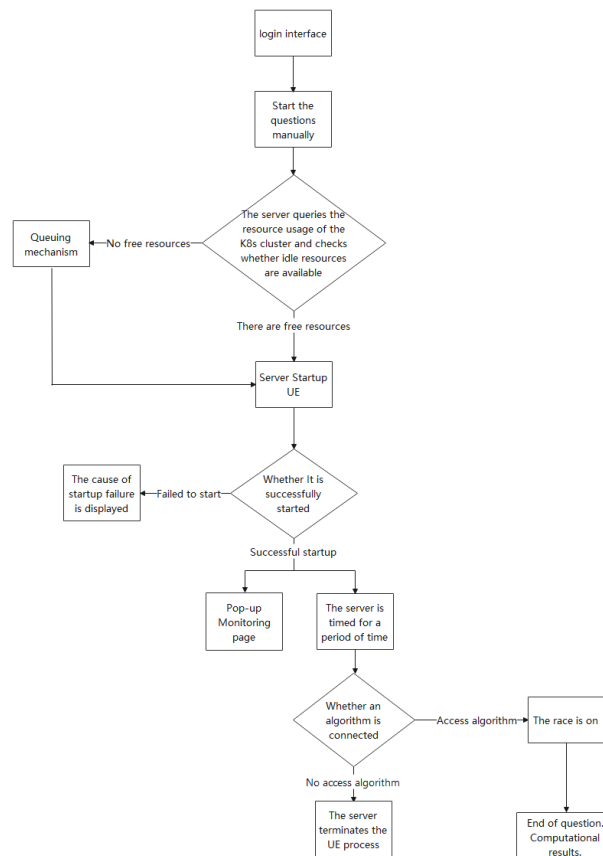 login interface
Start the
questions
manually
The server queries the
resource usage of the
K8s cluster and checks
whether idle resources
are available
No free resources
Queuing
mechanism
There are free resources
Server Startup
UE
Whether It is
successfully
started
Failed to start
The cause of
startup failure
is displayed
Successful startup
Pop-up
Monitoring
page
The server is
timed for a
period of time
Whether an
algorithm is
connected
Access algorithm
The race is on
No access algorithm
The server
terminates the
UE process
End of question.
Computational
results.